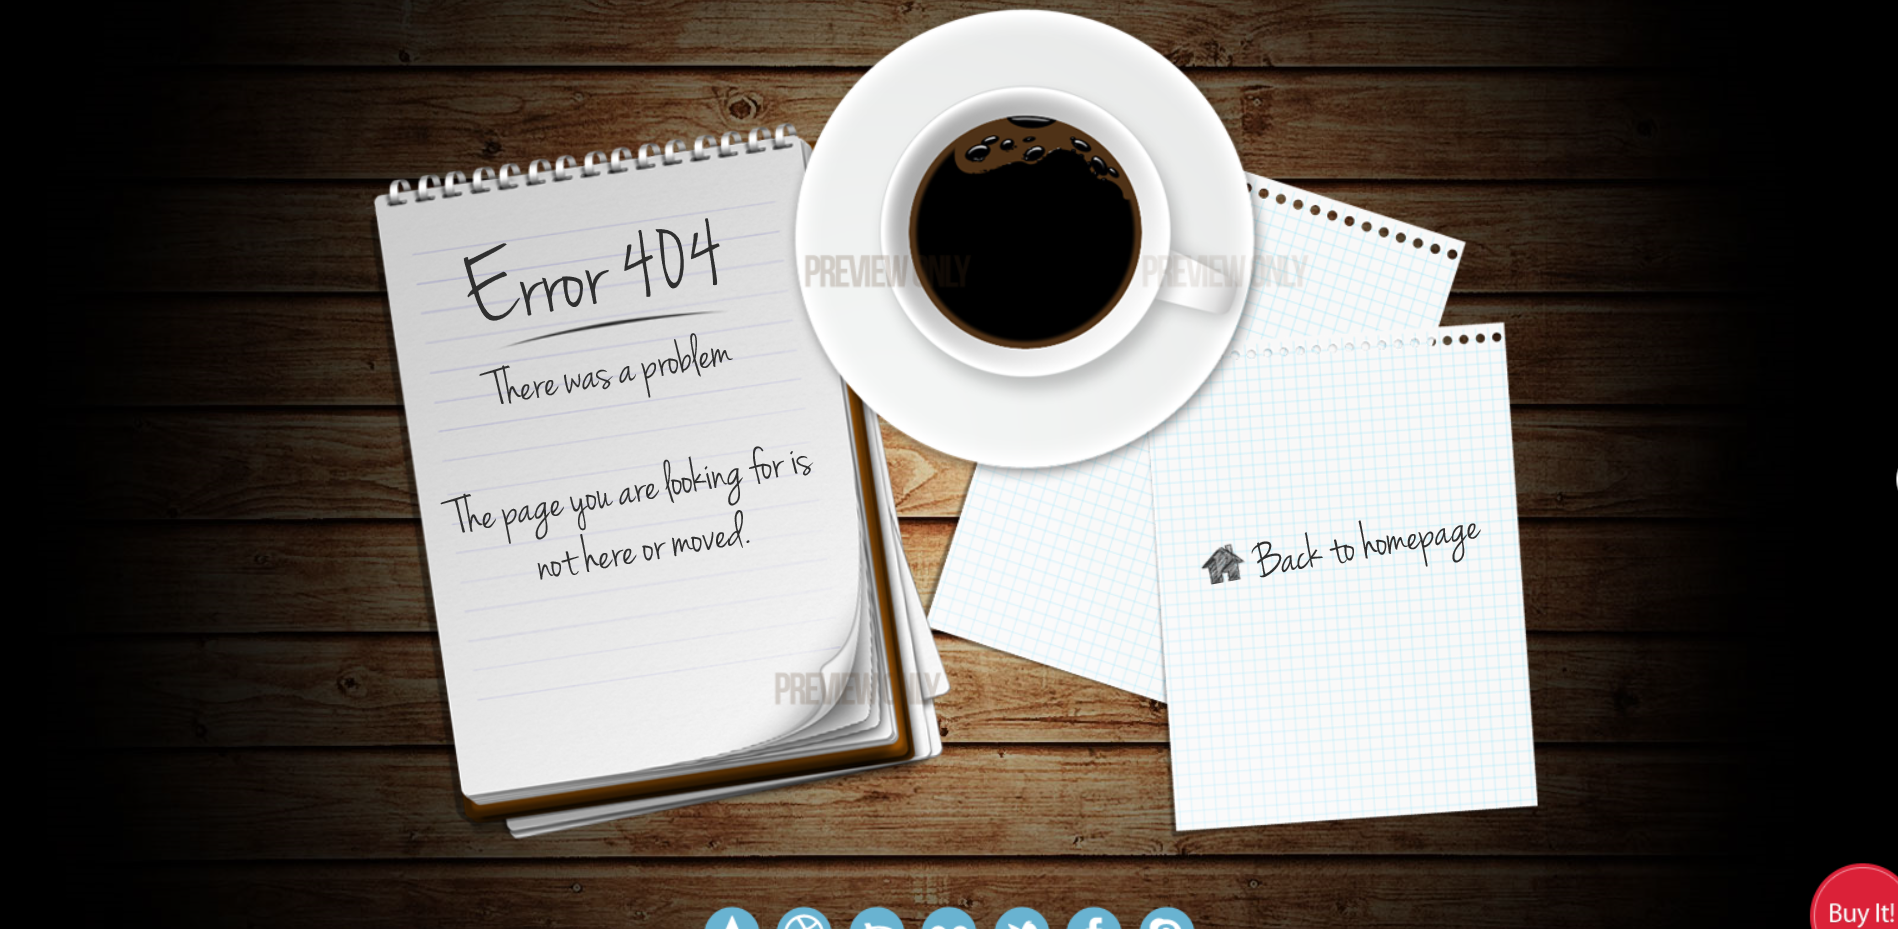 Error 404
There was a problem
The page you are looking for is
not here or moved.
PREVIEW ONLY
PREVIEW ONLY
Back to homepage
PREVIEW ONLY
Buy It!